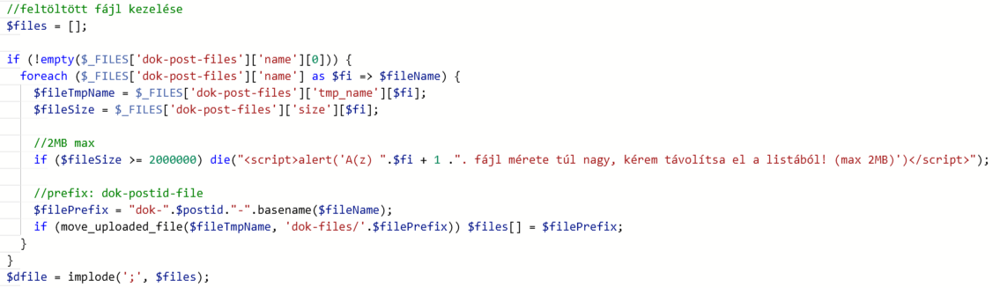 //feltöltött fájl kezelése
$files = [];
if (!empty($_FILES['dok-post-files']['name'][0])) {
foreach ($_FILES['dok-post-files']['name'] as $fi => $fileName) {
$fileTmpName = $_FILES['dok-post-files']['tmp_name'][$fi];
$fileSize = $_FILES['dok-post-files']['size'][$fi];
//2MB max
if ($fileSize >= 2000000) die("<script>alert('A(z) ".$fi + 1 .". fájl mérete túl nagy, kérem távolítsa el a listából! (max 2MB)')</script>");
//prefix: dok-postid-file
$filePrefix = "dok-".$postid."-".basename($fileName);
if (move_uploaded_file($fileTmpName, 'dok-files/'.$filePrefix)) $files[] = $filePrefix;
}
}
$dfile = implode(';', $files);